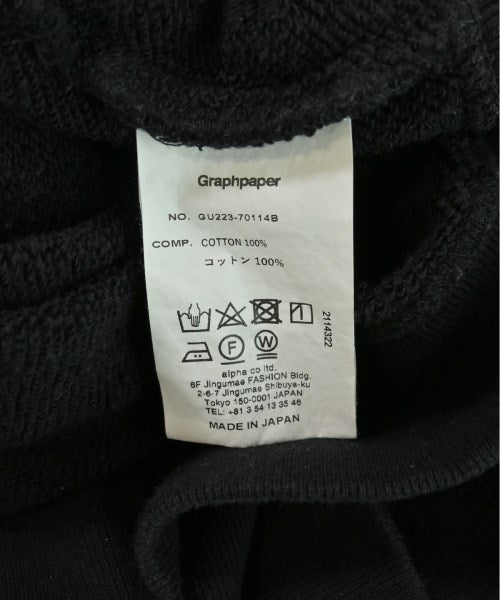 Graphpaper
NO. GU223-70114B
COMP. COTTON 100%
コットン 100%
2114322
F W
alpha co ltd.
6F Jingumae FASHION Bldg.
2-6-7 Jingumae Shibuya-ku
Tokyo 150-0001 JAPAN
TEL: +81 3 54 13 35 46
MADE IN JAPAN